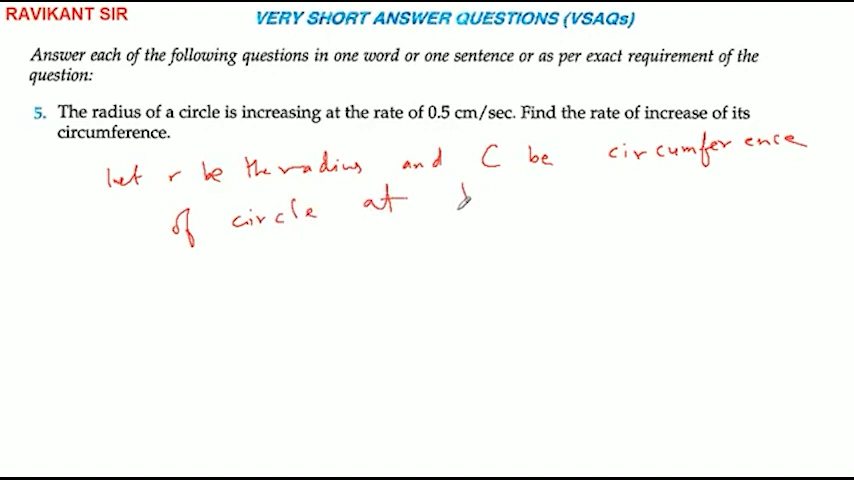 RAVIKANT SIR
VERY SHORT ANSWER QUESTIONS (VSAQs)
Answer each of the following questions in one word or one sentence or as per exact requirement of the
question:
5. The radius of a circle is increasing at the rate of 0.5 cm/sec. Find the rate of increase of its
circumference.
Let r be the radius and C be circumference
of circle at